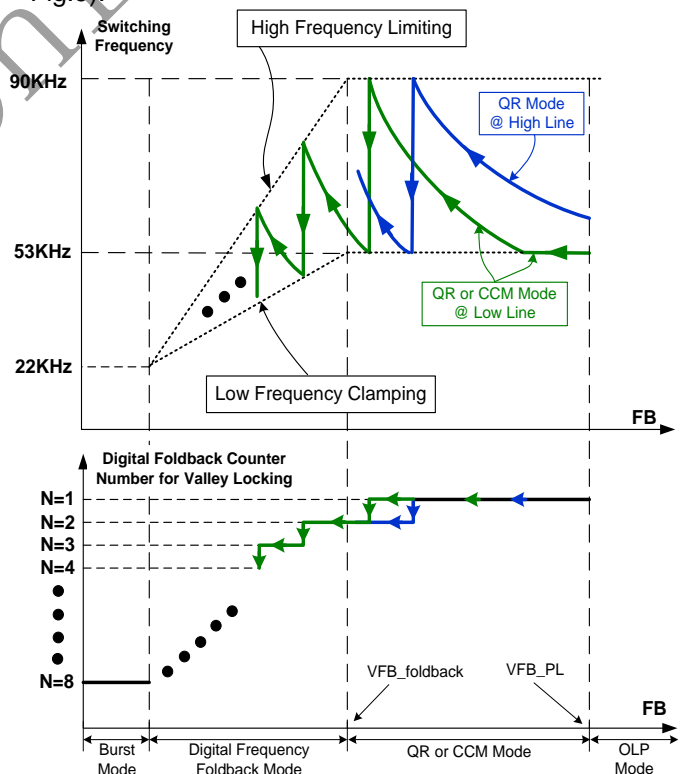 Switching
Frequency
High Frequency Limiting
90KHz
QR Mode
@ High Line
53KHz
QR or CCM Mode
@ Low Line
22KHz
Low Frequency Clamping
FB
Digital Foldback Counter
Number for Valley Locking
N=1
N=2
N=3
N=4
VFB_foldback
VFB_PL
N=8
FB
Burst
Mode
Digital Frequency
Foldback Mode
QR or CCM Mode
OLP
Mode